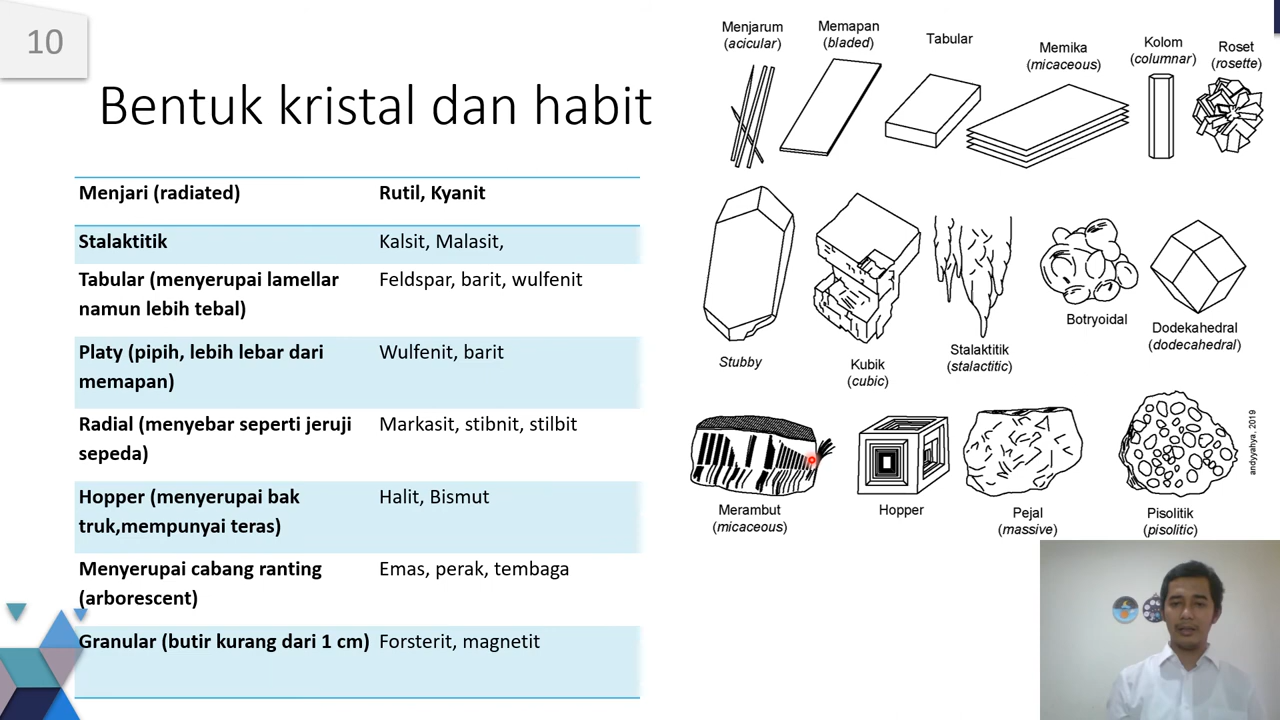 10
Bentuk kristal dan habit
Menjari (radiated) Rutil, Kyanit
Stalaktitik Kalsit, Malasit,
Tabular (menyerupai lamellar Feldspar, barit, wulfenit
namun lebih tebal)
Platy (pipih, lebih lebar dari Wulfenit, barit
memapan)
Radial (menyebar seperti jeruji Markasit, stibnit, stilbit
sepeda)
Hopper (menyerupai bak Halit, Bismut
truk,mempunyai teras)
Menyerupai cabang ranting Emas, perak, tembaga
(arborescent)
Granular (butir kurang dari 1 cm) Forsterit, magnetit
Menjarum
(acicular)
Memapan
(bladed)
Tabular
Memika
(micaceous)
Kolom
(columnar)
Roset
(rosette)
Stubby
Kubik
(cubic)
Stalaktitik
(stalactitic)
Botryoidal
Dodekahedral
(dodecahedral)
Merambut
(micaceous)
Hopper
Pejal
(massive)
Pisolitik
(pisolitic)
andyyahya, 2019